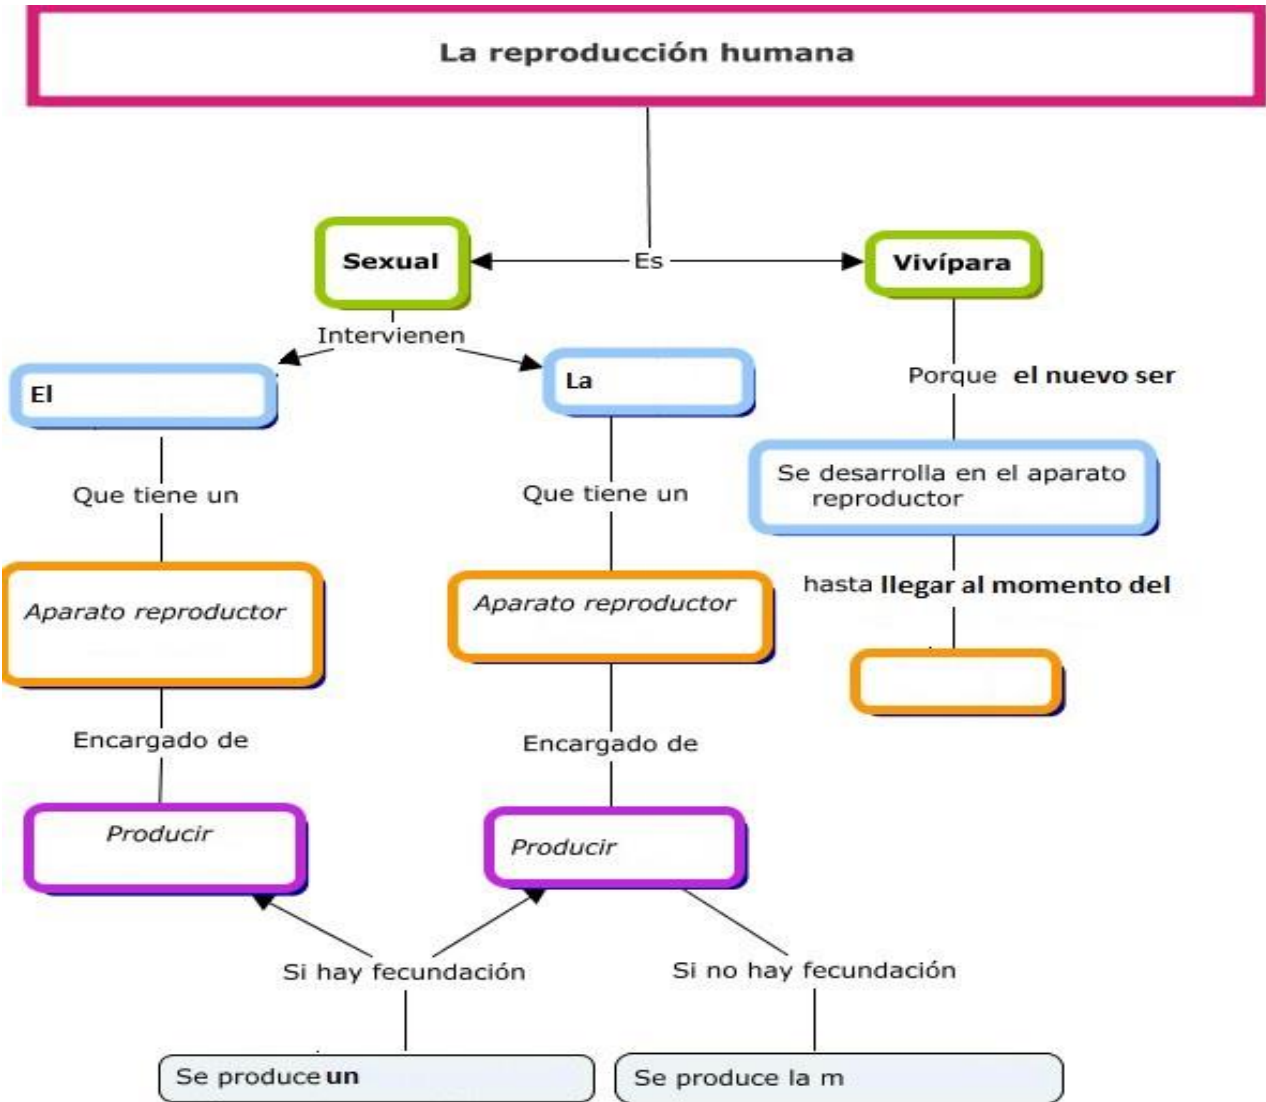 La reproducción humana
Sexual
Es
Vivípara
Intervienen
El
La
Porque el nuevo ser
Que tiene un
Que tiene un
Se desarrolla en el aparato
reproductor
Aparato reproductor
Aparato reproductor
hasta llegar al momento del
Encargado de
Encargado de
Producir
Producir
Si hay fecundación
Si no hay fecundación
Se produce un
Se produce la m